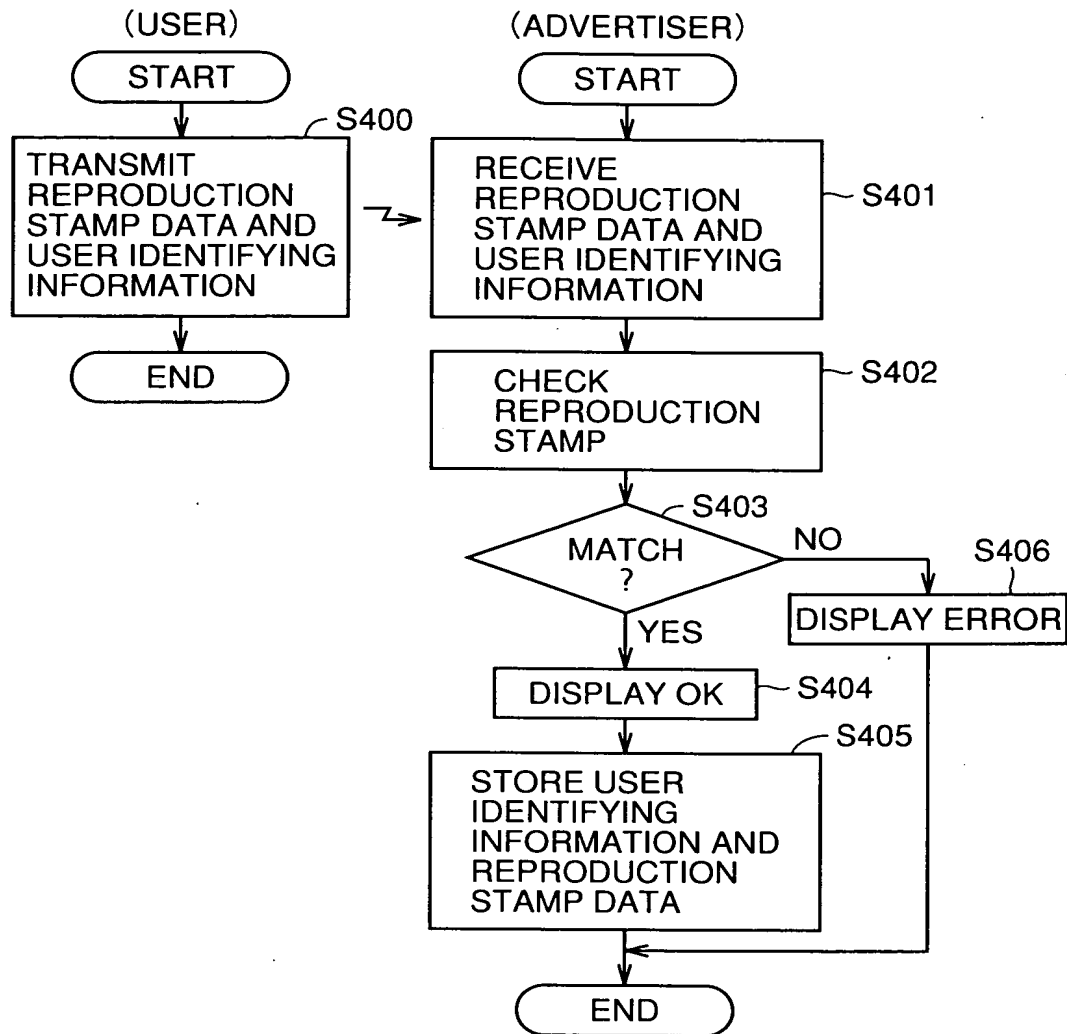 (USER)
START
S400
TRANSMIT
REPRODUCTION
STAMP DATA AND
USER IDENTIFYING
INFORMATION
END
(ADVERTISER)
START
RECEIVE
REPRODUCTION
STAMP DATA AND
USER IDENTIFYING
INFORMATION
S401
CHECK
REPRODUCTION
STAMP
S402
MATCH
?
S403
NO
S406
DISPLAY ERROR
YES
DISPLAY OK
S404
S405
STORE USER
IDENTIFYING
INFORMATION AND
REPRODUCTION
STAMP DATA
END